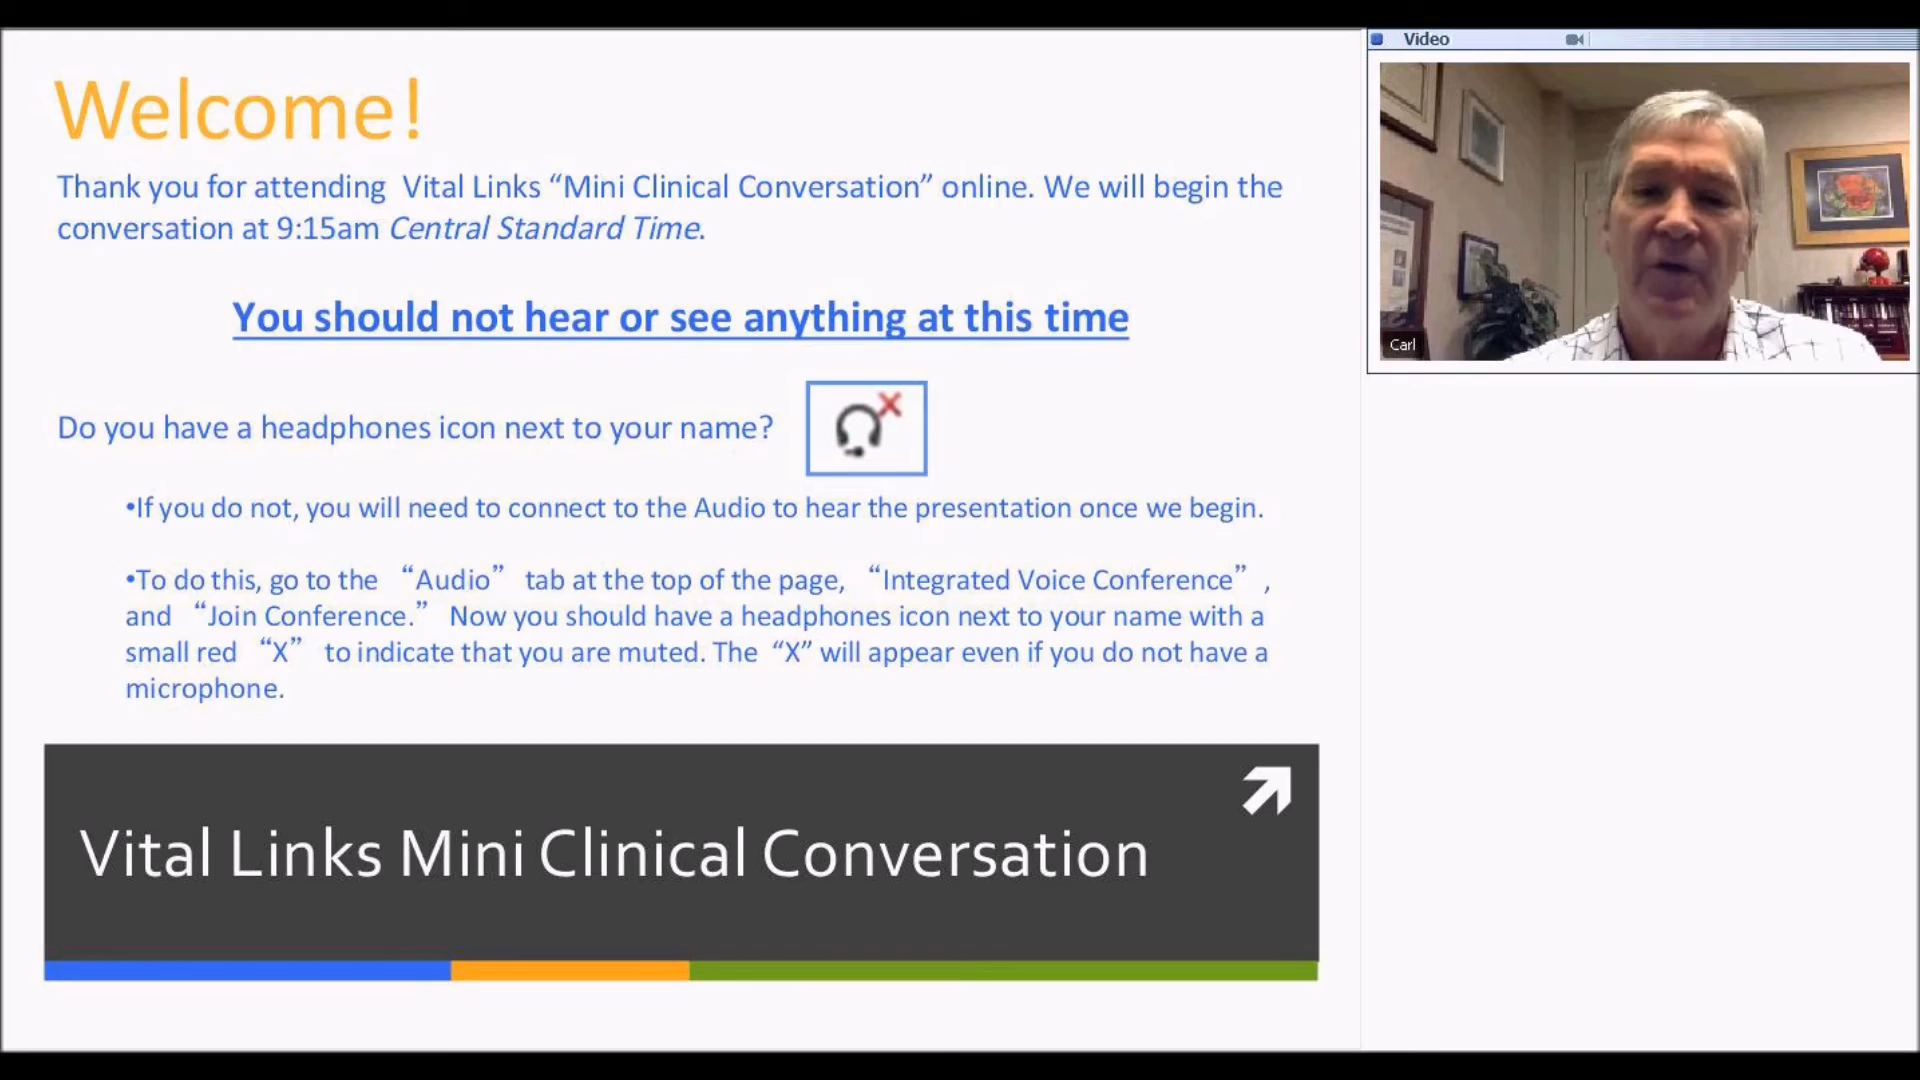 Welcome!
Thank you for attending  Vital Links “Mini Clinical Conversation” online. We will begin the
conversation at 9:15am Central Standard Time.
You should not hear or see anything at this time
Do you have a headphones icon next to your name?
•If you do not, you will need to connect to the Audio to hear the presentation once we begin.
•To do this, go to the “Audio” tab at the top of the page, “Integrated Voice Conference” ,
and “Join Conference.” Now you should have a headphones icon next to your name with a
small red “X” to indicate that you are muted. The “X” will appear even if you do not have a
microphone.
Vital Links Mini Clinical Conversation
Video
Carl